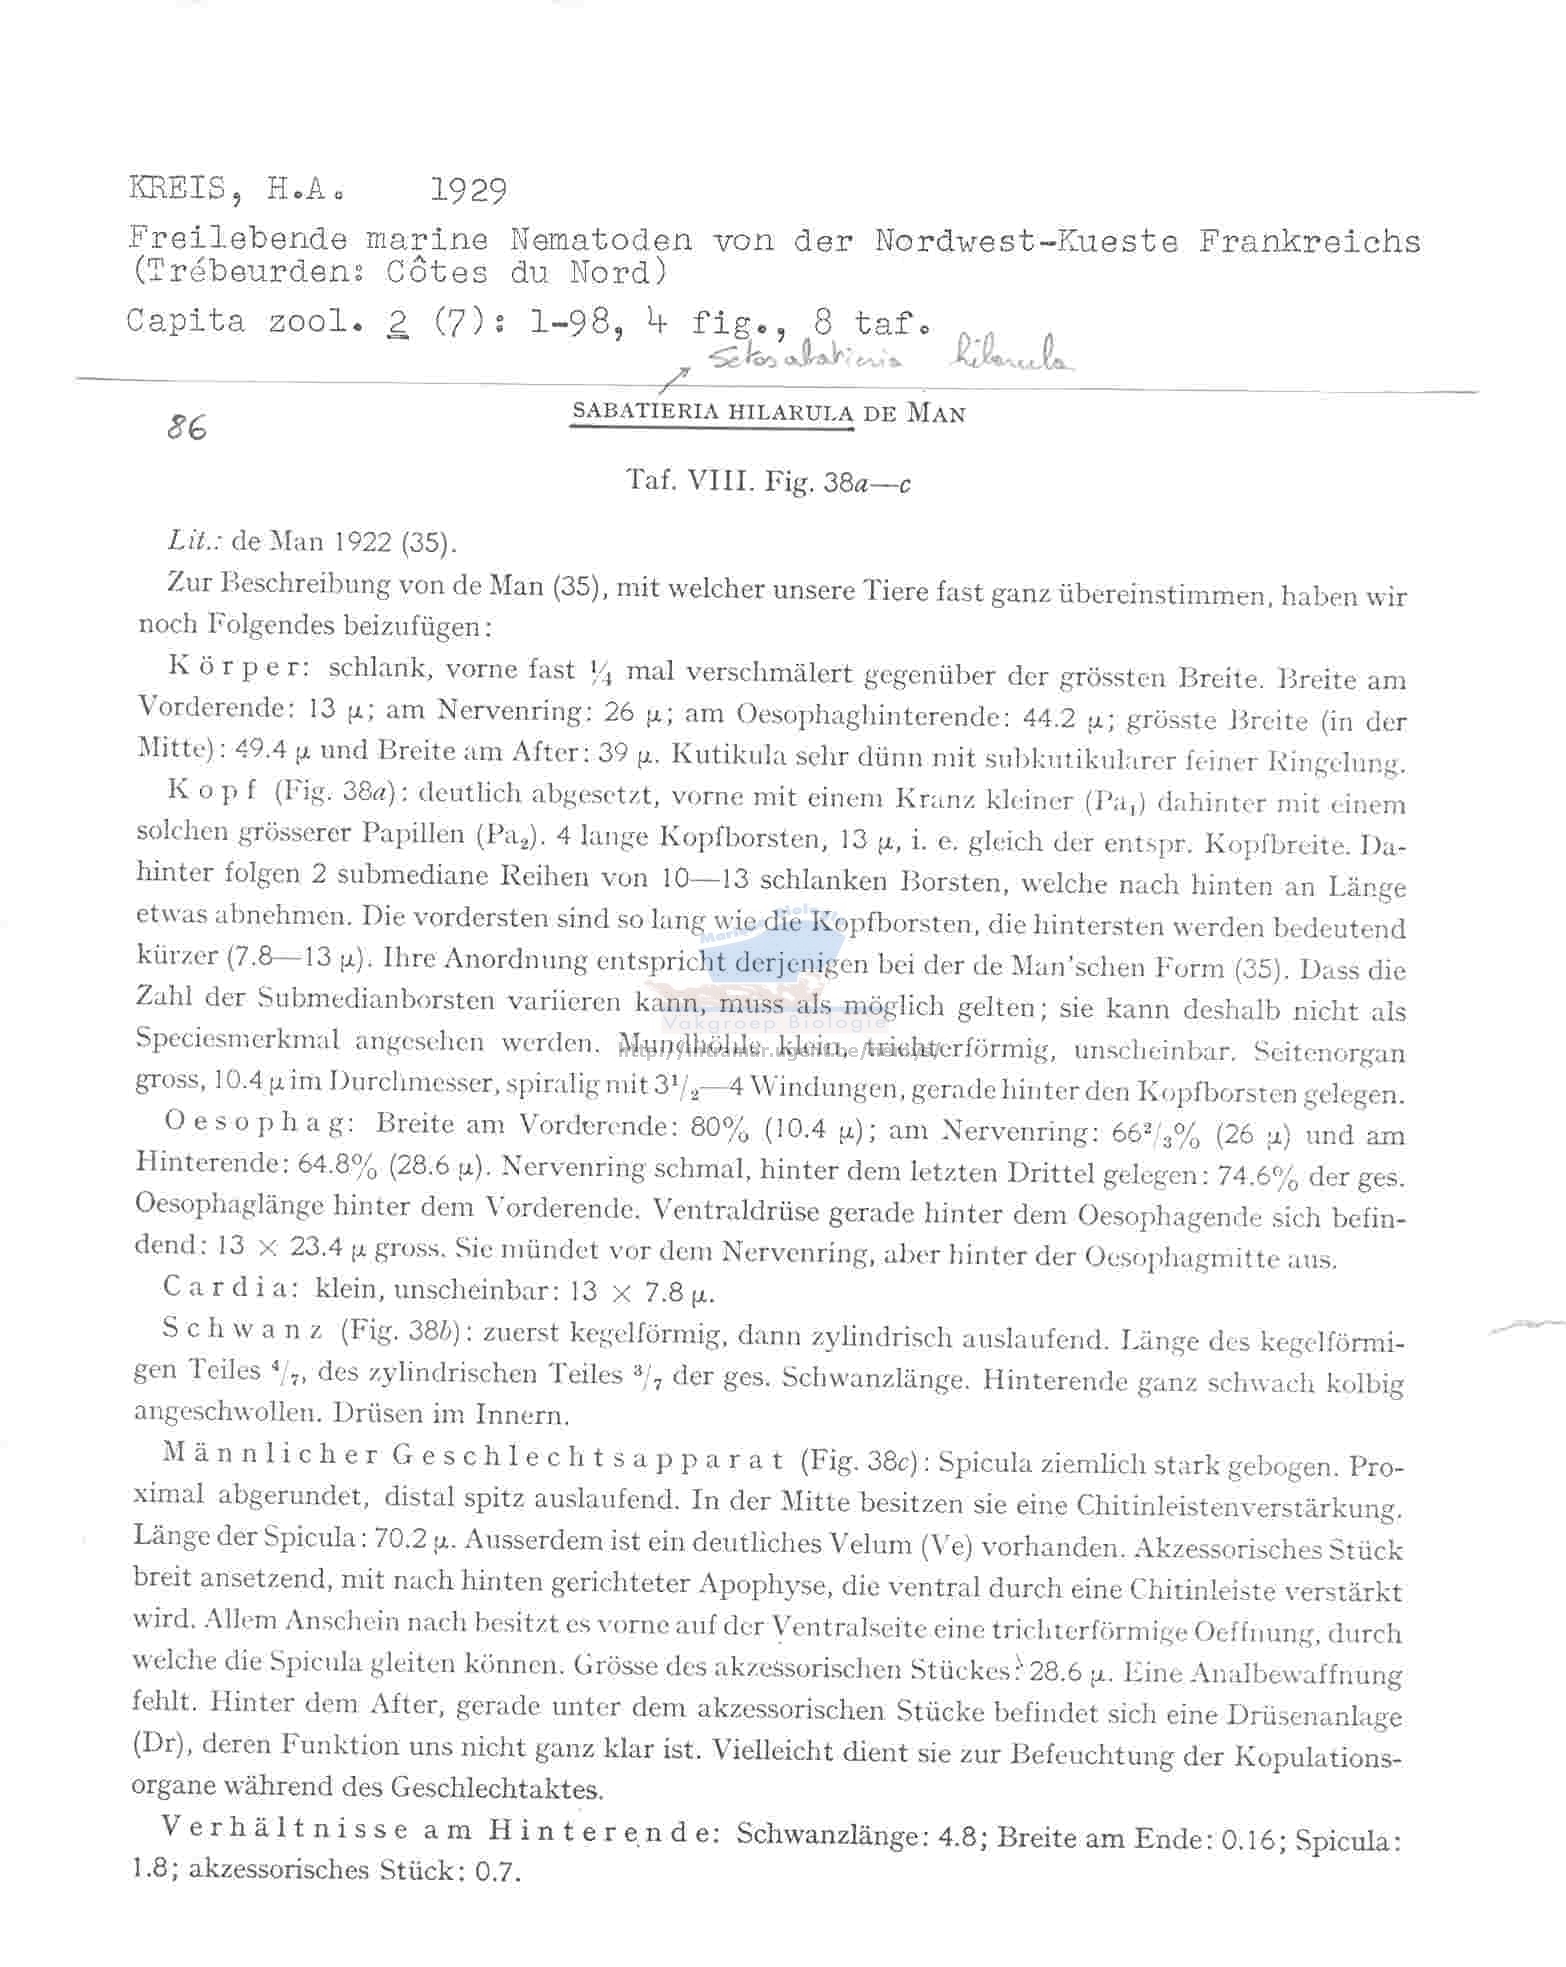 KREIS, H.A. 1929
Freilebende marine Nematoden von der Nordwest-Kueste Frankreichs
(Trébeurden: Côtes du Nord)
Capita zool. 2 (7): 1-98, 4 fig., 8 taf.
Setosabatieria hilarula
86
SABATIERIA HILARULA DE MAN
Taf. VIII. Fig. 38a—c
Lit.: de Man 1922 (35).
Zur Beschreibung von de Man (35), mit welcher unsere Tiere fast ganz übereinstimmen, haben wir
noch Folgendes beizufügen:
Körper: schlank, vorne fast ¼ mal verschmälert gegenüber der grössten Breite. Breite am
Vorderende: 13 μ; am Nervenring: 26 μ; am Oesophaghinterende: 44.2 μ; grösste Breite (in der
Mitte): 49.4 μ und Breite am After: 39 μ. Kutikula sehr dünn mit subkutikularer feiner Ringelung.
Kopf (Fig. 38a): deutlich abgesetzt, vorne mit einem Kranz kleiner (Pa₁) dahinter mit einem
solchen grösserer Papillen (Pa₂). 4 lange Kopfborsten, 13 μ, i. e. gleich der entspr. Kopfbreite. Da-
hinter folgen 2 submediane Reihen von 10—13 schlanken Borsten, welche nach hinten an Länge
etwas abnehmen. Die vordersten sind so lang wie die Kopfborsten, die hintersten werden bedeutend
kürzer (7.8—13 μ). Ihre Anordnung entspricht derjenigen bei der de Man'schen Form (35). Dass die
Zahl der Submedianborsten variieren kann, muss als möglich gelten; sie kann deshalb nicht als
Vakgroep Biologie
Speciesmerkmal angesehen werden. Mundhöhle klein, trichterförmig, unscheinbar. Seitenorgan
gross, 10.4 μ im Durchmesser, spiralig mit 3¹/₂—4 Windungen, gerade hinter den Kopfborsten gelegen.
Oesophag: Breite am Vorderende: 80% (10.4 μ); am Nervenring: 66²/₃% (26 μ) und am
Hinterende: 64.8% (28.6 μ). Nervenring schmal, hinter dem letzten Drittel gelegen: 74.6% der ges.
Oesophaglänge hinter dem Vorderende. Ventraldrüse gerade hinter dem Oesophagende sich befin-
dend: 13 × 23.4 μ gross. Sie mündet vor dem Nervenring, aber hinter der Oesophagmitte aus.
Cardia: klein, unscheinbar: 13 × 7.8 μ.
Schwanz (Fig. 38b): zuerst kegelförmig, dann zylindrisch auslaufend. Länge des kegelförmi-
gen Teiles ⁴/₇, des zylindrischen Teiles ³/₇ der ges. Schwanzlänge. Hinterende ganz schwach kolbig
angeschwollen. Drüsen im Innern.
Männlicher Geschlechtsapparat (Fig. 38c): Spicula ziemlich stark gebogen. Pro-
ximal abgerundet, distal spitz auslaufend. In der Mitte besitzen sie eine Chitinleistenverstärkung.
Länge der Spicula: 70.2 μ. Ausserdem ist ein deutliches Velum (Ve) vorhanden. Akzessorisches Stück
breit ansetzend, mit nach hinten gerichteter Apophyse, die ventral durch eine Chitinleiste verstärkt
wird. Allem Anschein nach besitzt es vorne auf der Ventralseite eine trichterförmige Oeffnung, durch
welche die Spicula gleiten können. Grösse des akzessorischen Stückes: 28.6 μ. Eine Analbewaffnung
fehlt. Hinter dem After, gerade unter dem akzessorischen Stücke befindet sich eine Drüsenanlage
(Dr), deren Funktion uns nicht ganz klar ist. Vielleicht dient sie zur Befeuchtung der Kopulations-
organe während des Geschlechtaktes.
Verhältnisse am Hinterende: Schwanzlänge: 4.8; Breite am Ende: 0.16; Spicula:
1.8; akzessorisches Stück: 0.7.